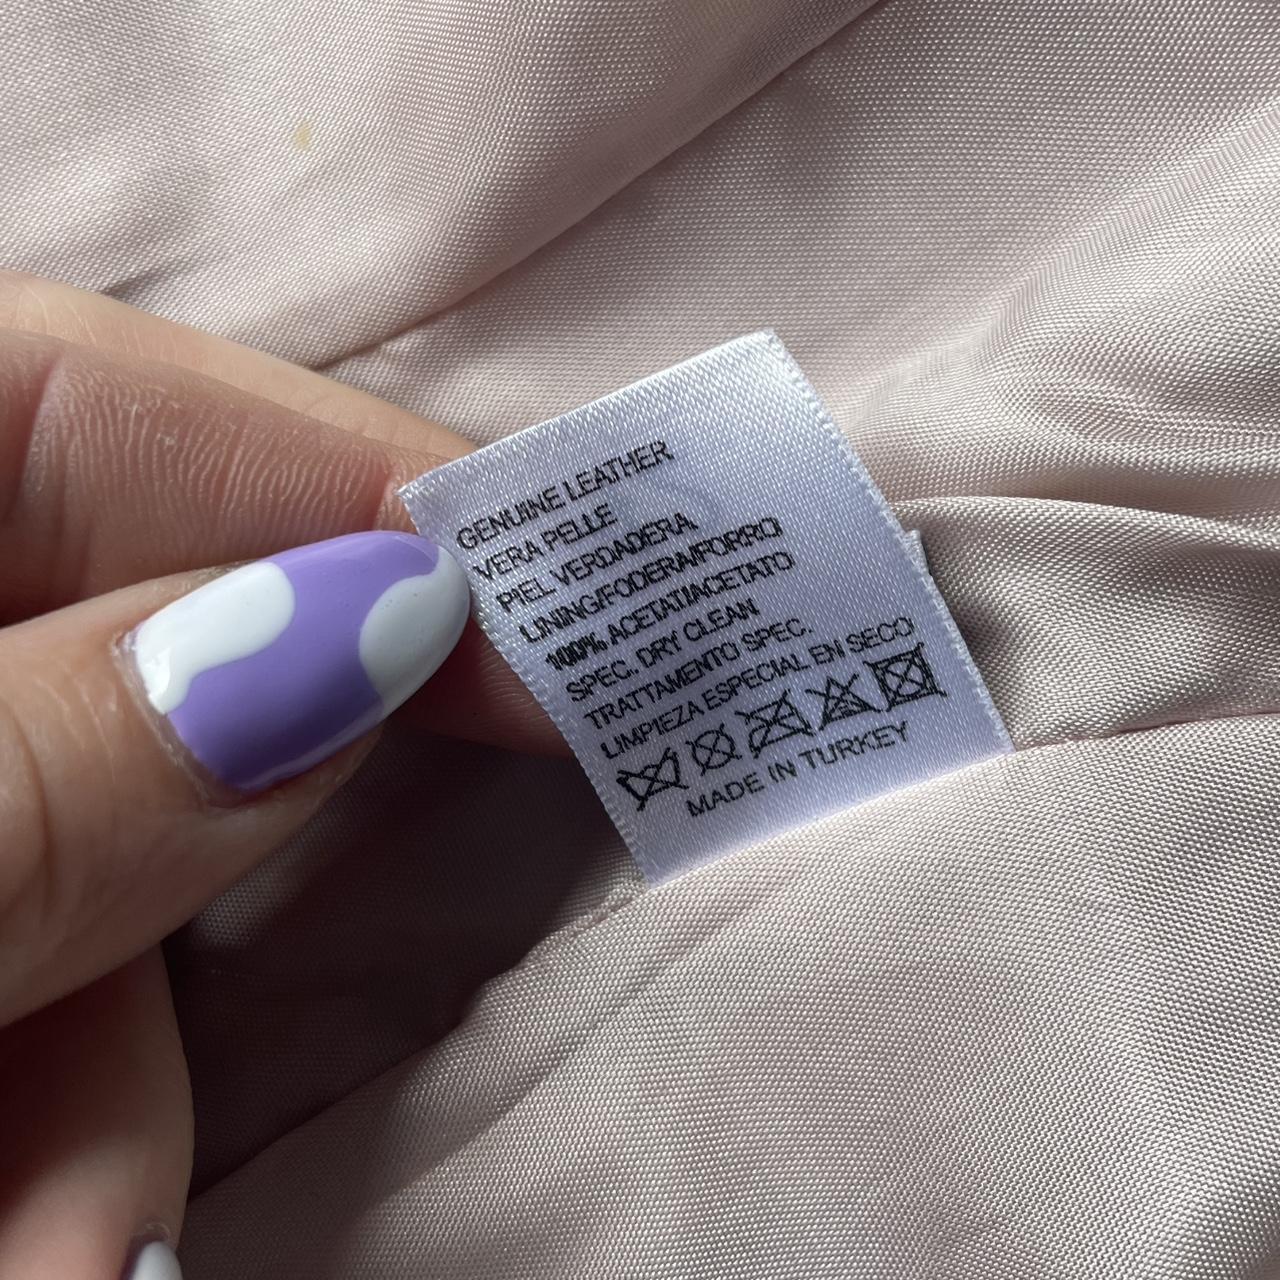 GENUINE LEATHER
VERA PELLE
PIEL VERDADERA
LINING/FODERA/FORRO
100% ACETAT/ACETATO
SPEC. DRY CLEAN
TRATTAMENTO SPEC.
LIMPIEZA ESPECIAL EN SECO
MADE IN TURKEY